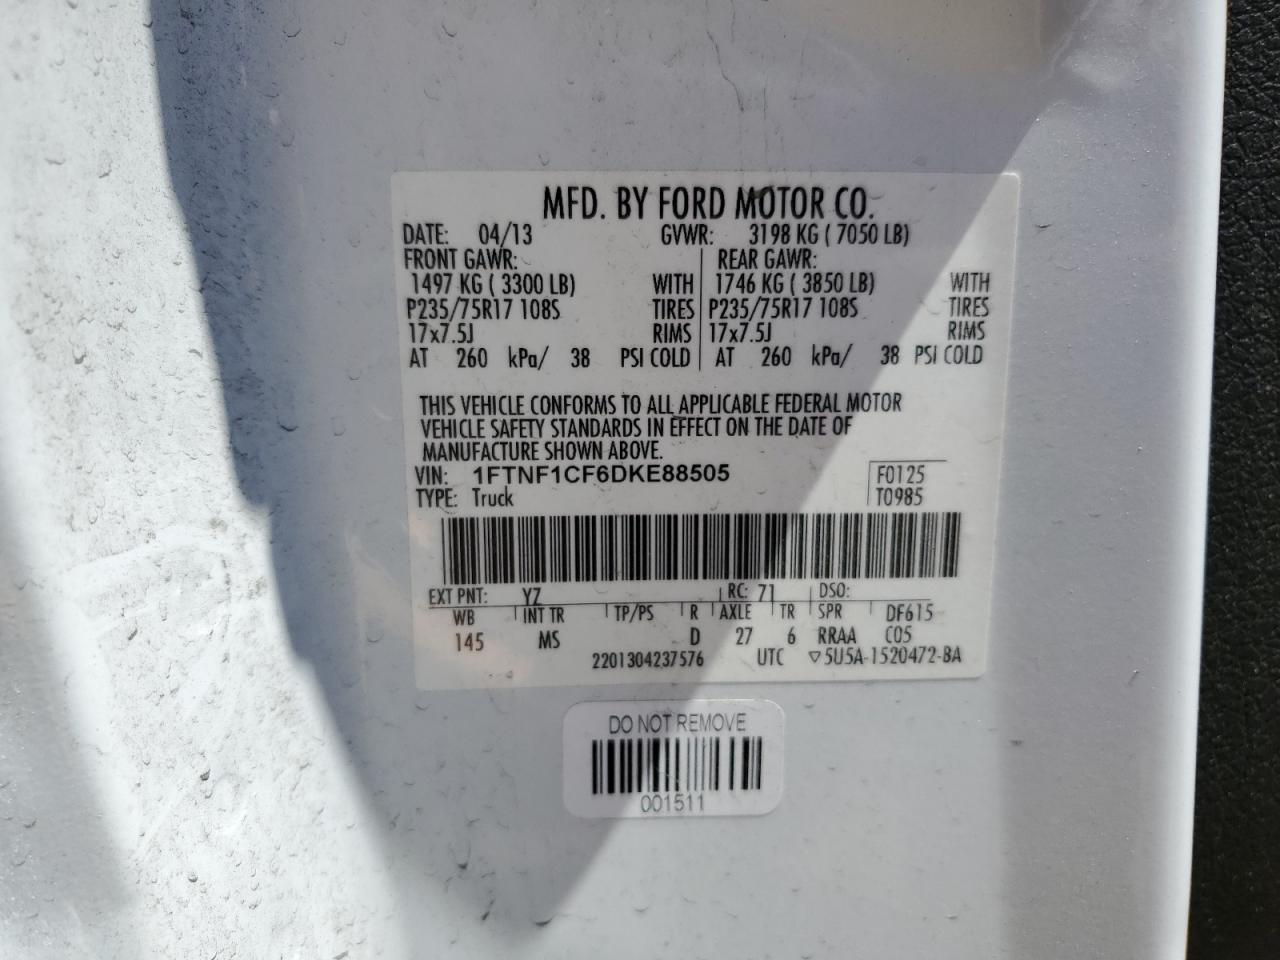 MFD. BY FORD MOTOR CO.
DATE: 04/13 GVWR: 3198 KG ( 7050 LB)
FRONT GAWR: REAR GAWR:
1497 KG ( 3300 LB) WITH 1746 KG ( 3850 LB) WITH
P235/75R17 108S TIRES P235/75R17 108S TIRES
17x7.5J RIMS 17x7.5J RIMS
AT 260 kPa/ 38 PSI COLD AT 260 kPa/ 38 PSI COLD
THIS VEHICLE CONFORMS TO ALL APPLICABLE FEDERAL MOTOR
VEHICLE SAFETY STANDARDS IN EFFECT ON THE DATE OF
MANUFACTURE SHOWN ABOVE.
VIN: 1FTNF1CF6DKE88505 F0125
TYPE: Truck T0985
EXT PNT: YZ RC: 71 DSO:
WB INT TR TP/PS R AXLE TR SPR DF615
145 MS D 27 6 RRAA C05
2201304237576 UTC ▽5U5A-1520472-BA
DO NOT REMOVE
001511